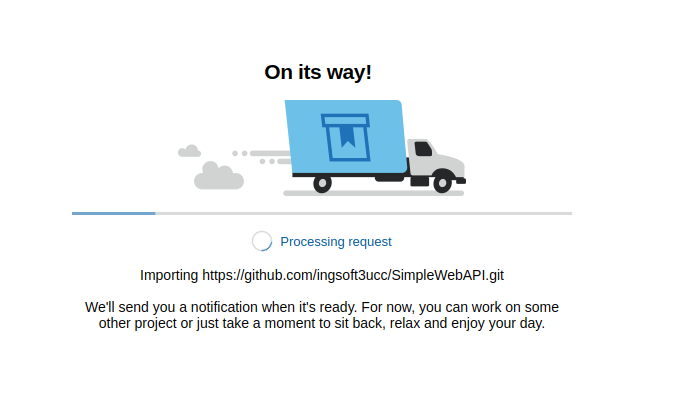 On its way!
Processing request
Importing https://github.com/ingsoft3ucc/SimpleWebAPI.git
We'll send you a notification when it's ready. For now, you can work on some
other project or just take a moment to sit back, relax and enjoy your day.